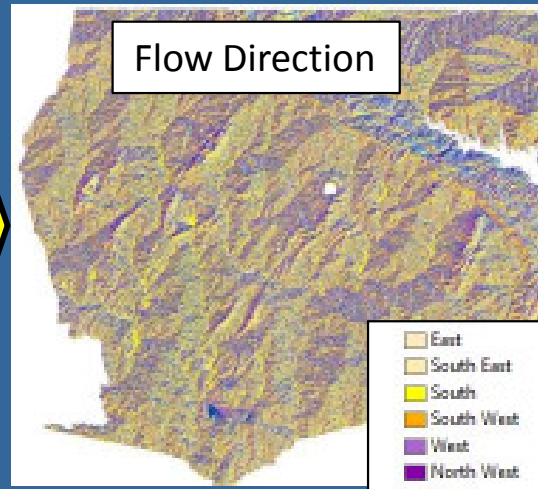 Flow Direction
East
South East
South
South West
West
North West